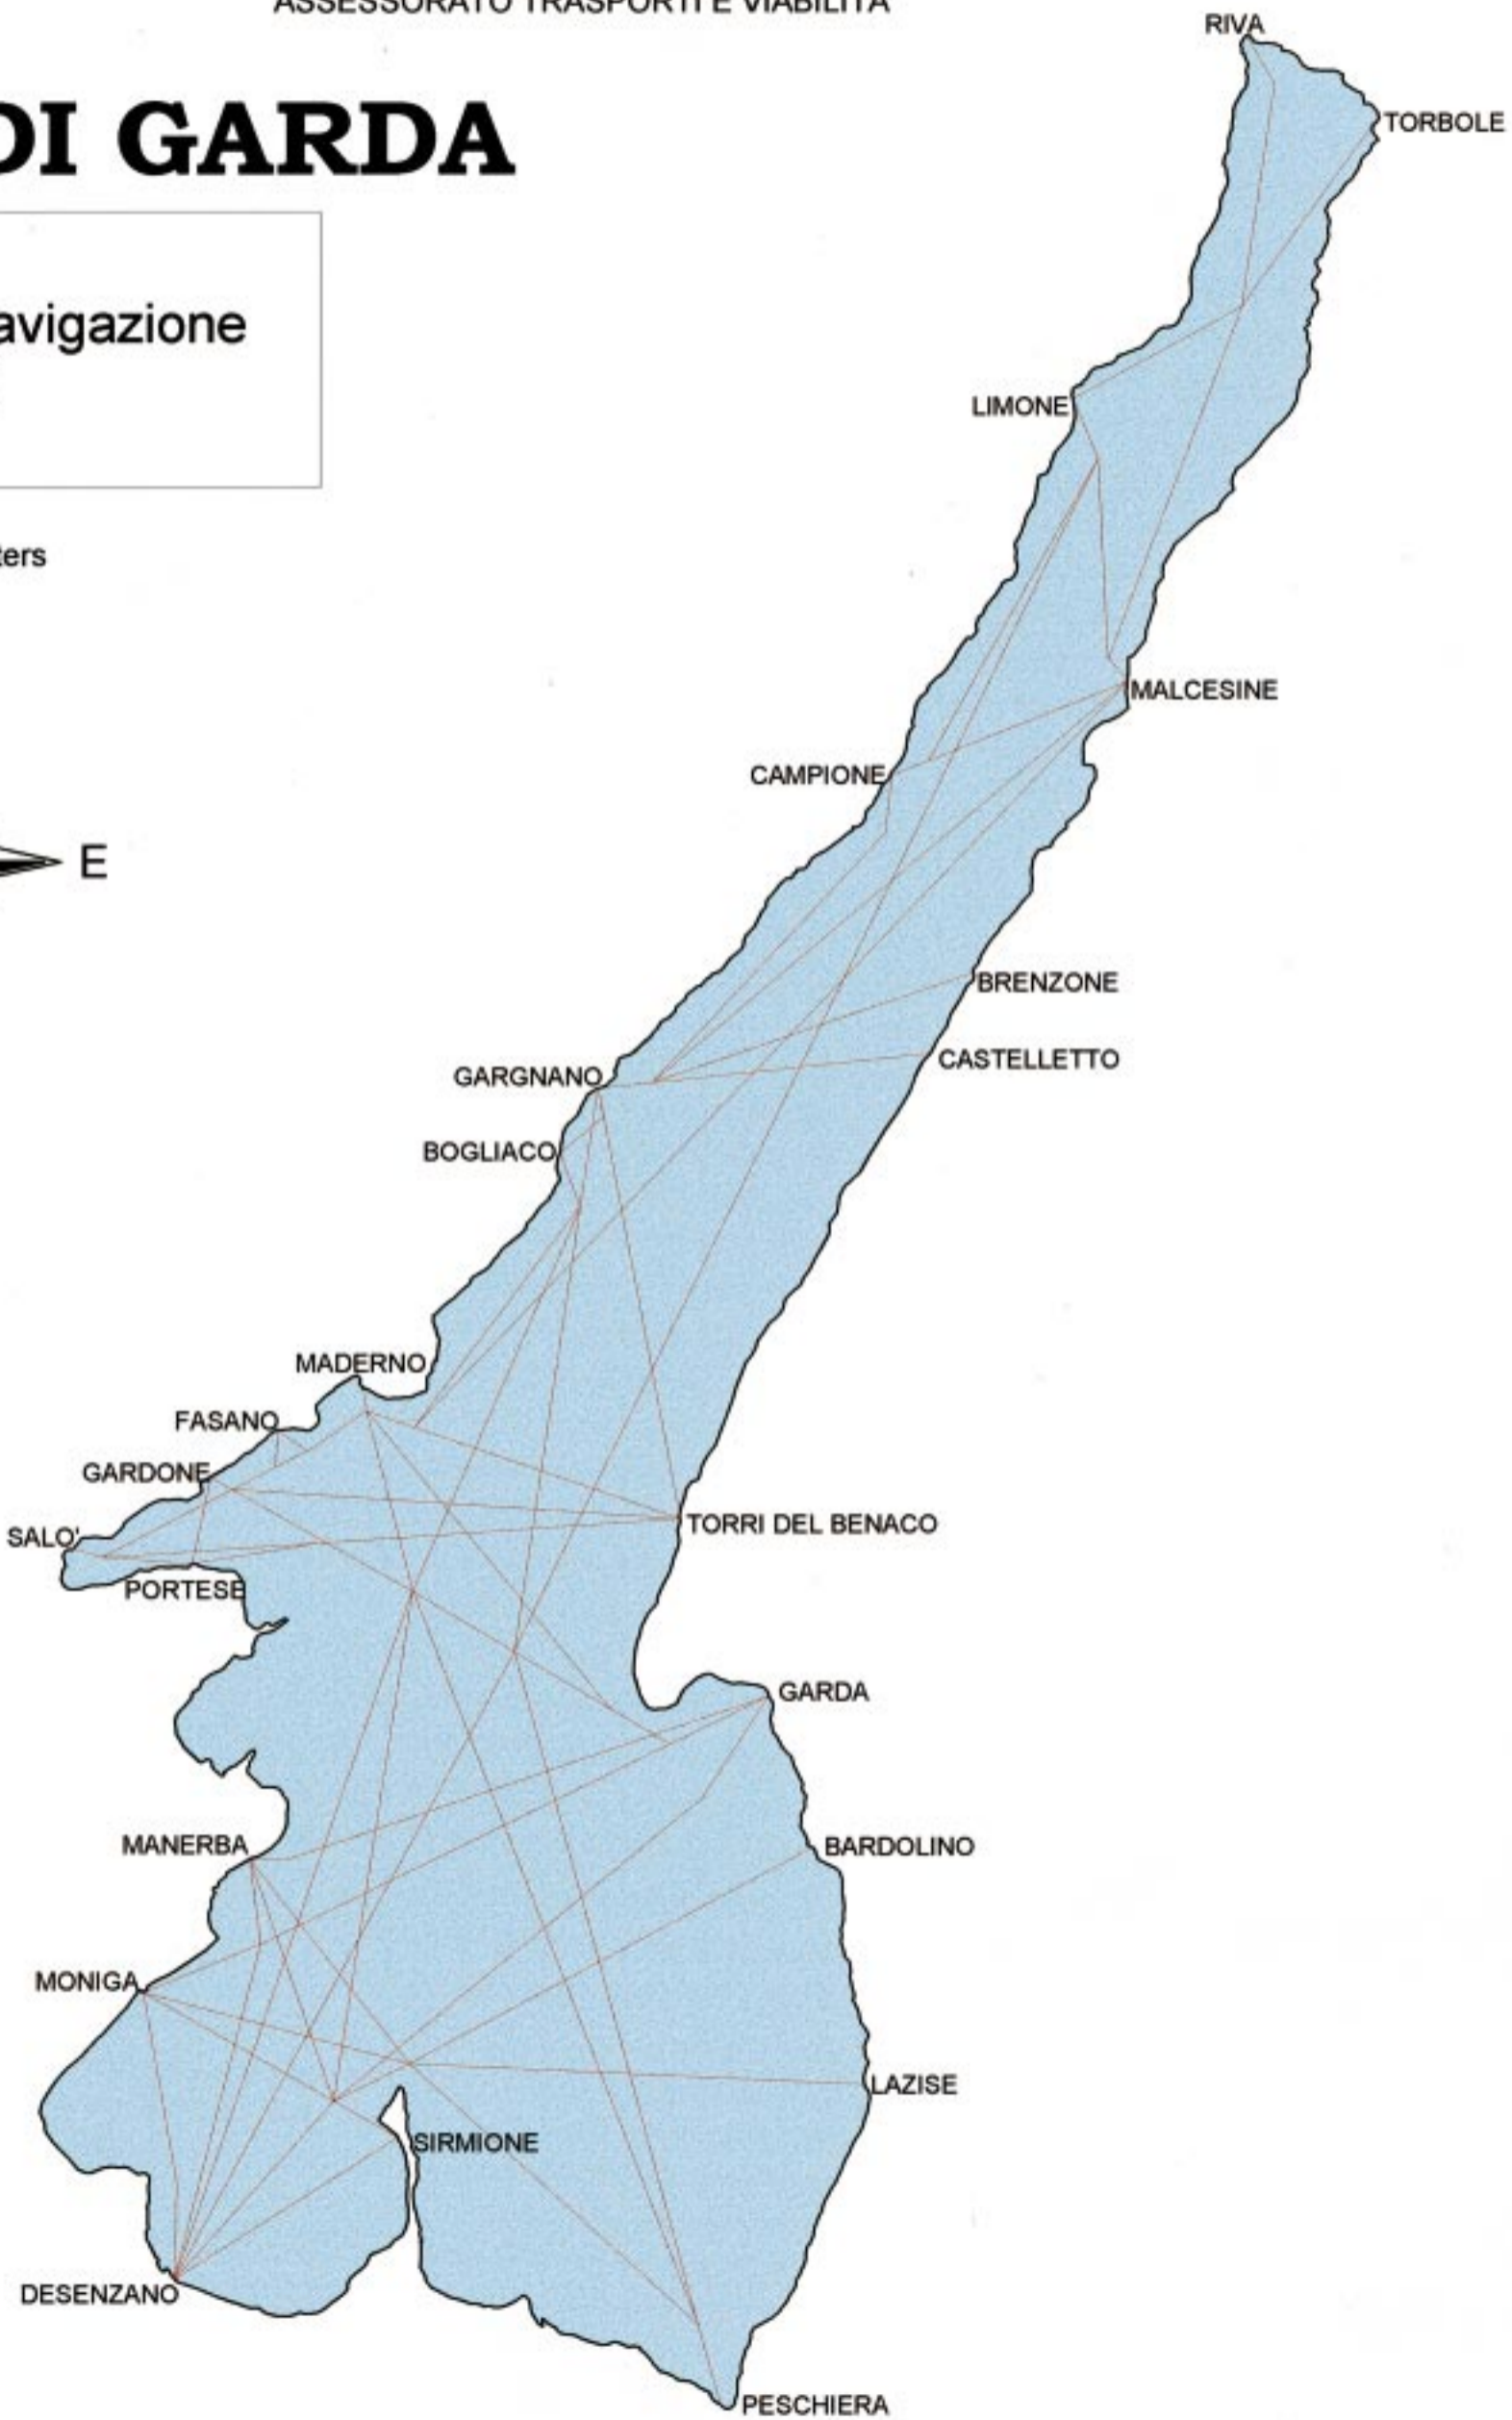 ASSESSORATO TRASPORTI E VIABILITA'
RIVA
TORBOLE
DI GARDA
avigazione
LIMONE
ters
MALCESINE
CAMPIONE
E
BRENZONE
CASTELLETTO
GARGNANO
BOGLIACO
MADERNO
FASANO
GARDONE
SALO'
TORRI DEL BENACO
PORTESE
GARDA
MANERBA
BARDOLINO
MONIGA
LAZISE
SIRMIONE
DESENZANO
PESCHIERA